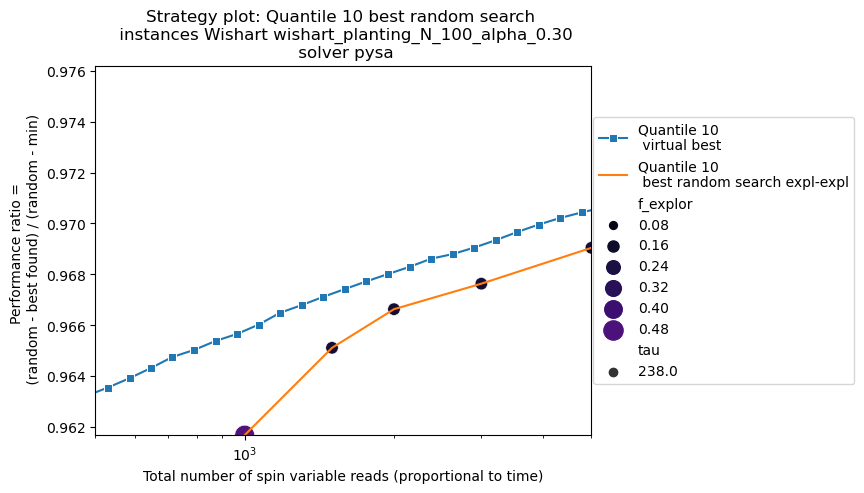 Strategy plot: Quantile 10 best random search
instances Wishart wishart_planting_N_100_alpha_0.30
solver pysa
Performance ratio =
(random - best found) / (random - min)
0.976
0.974
0.972
0.970
0.968
0.966
0.964
0.962
10^3
Total number of spin variable reads (proportional to time)
Quantile 10
virtual best
Quantile 10
best random search expl-expl
f_explor
0.08
0.16
0.24
0.32
0.40
0.48
tau
238.0